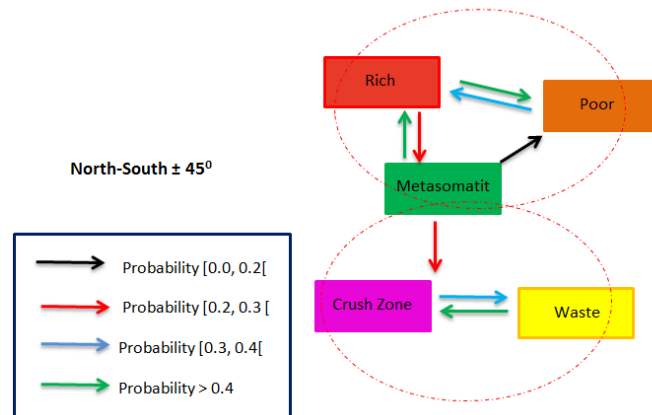 Rich
Poor
North-South ± 45⁰
Metasomatit
Probability [0.0, 0.2[
Probability [0.2, 0.3 [
Probability [0.3, 0.4[
Probability > 0.4
Crush Zone
Waste